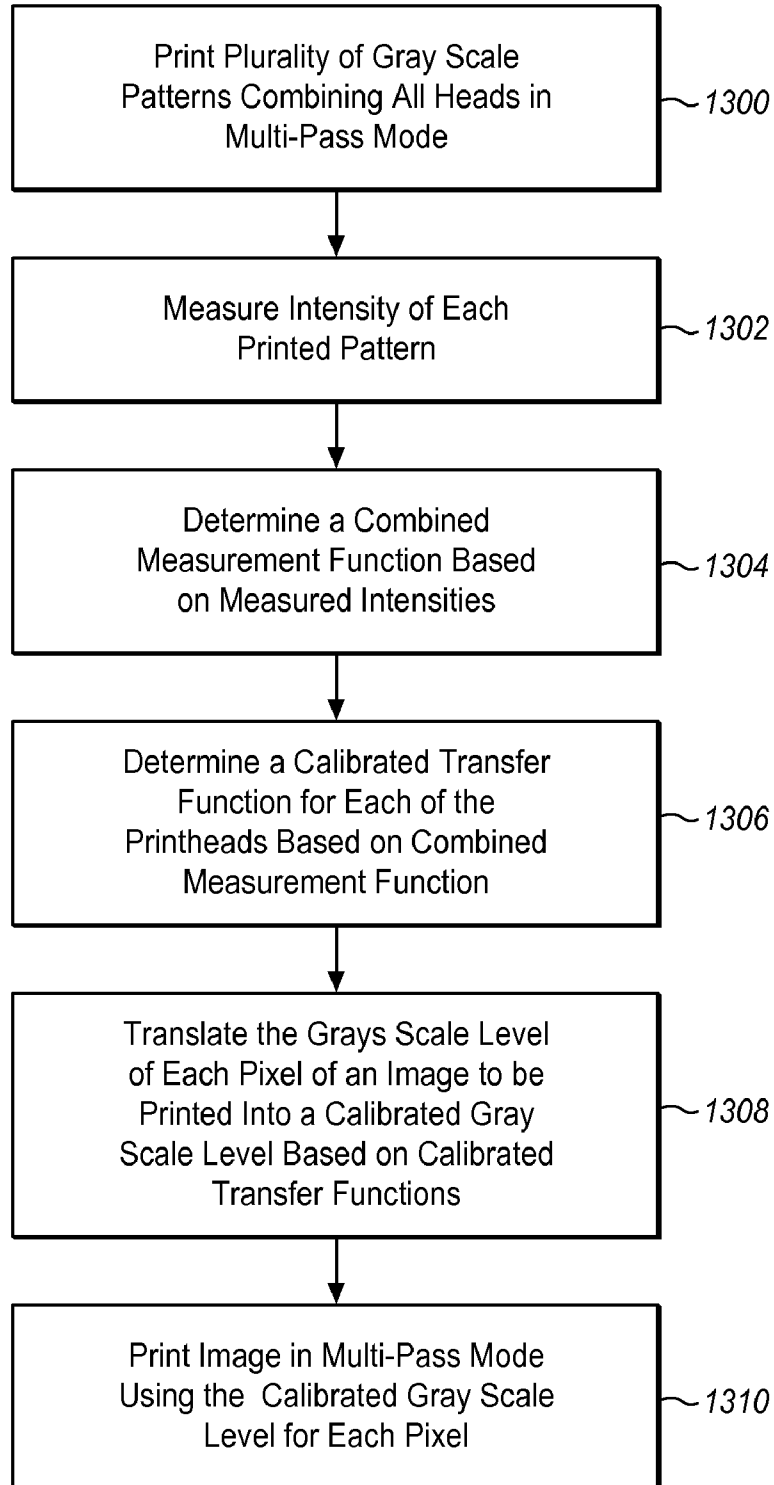 Print Plurality of Gray Scale
Patterns Combining All Heads in
Multi-Pass Mode
1300
Measure Intensity of Each
Printed Pattern
1302
Determine a Combined
Measurement Function Based
on Measured Intensities
1304
Determine a Calibrated Transfer
Function for Each of the
Printheads Based on Combined
Measurement Function
1306
Translate the Grays Scale Level
of Each Pixel of an Image to be
Printed Into a Calibrated Gray
Scale Level Based on Calibrated
Transfer Functions
1308
Print Image in Multi-Pass Mode
Using the Calibrated Gray Scale
Level for Each Pixel
1310